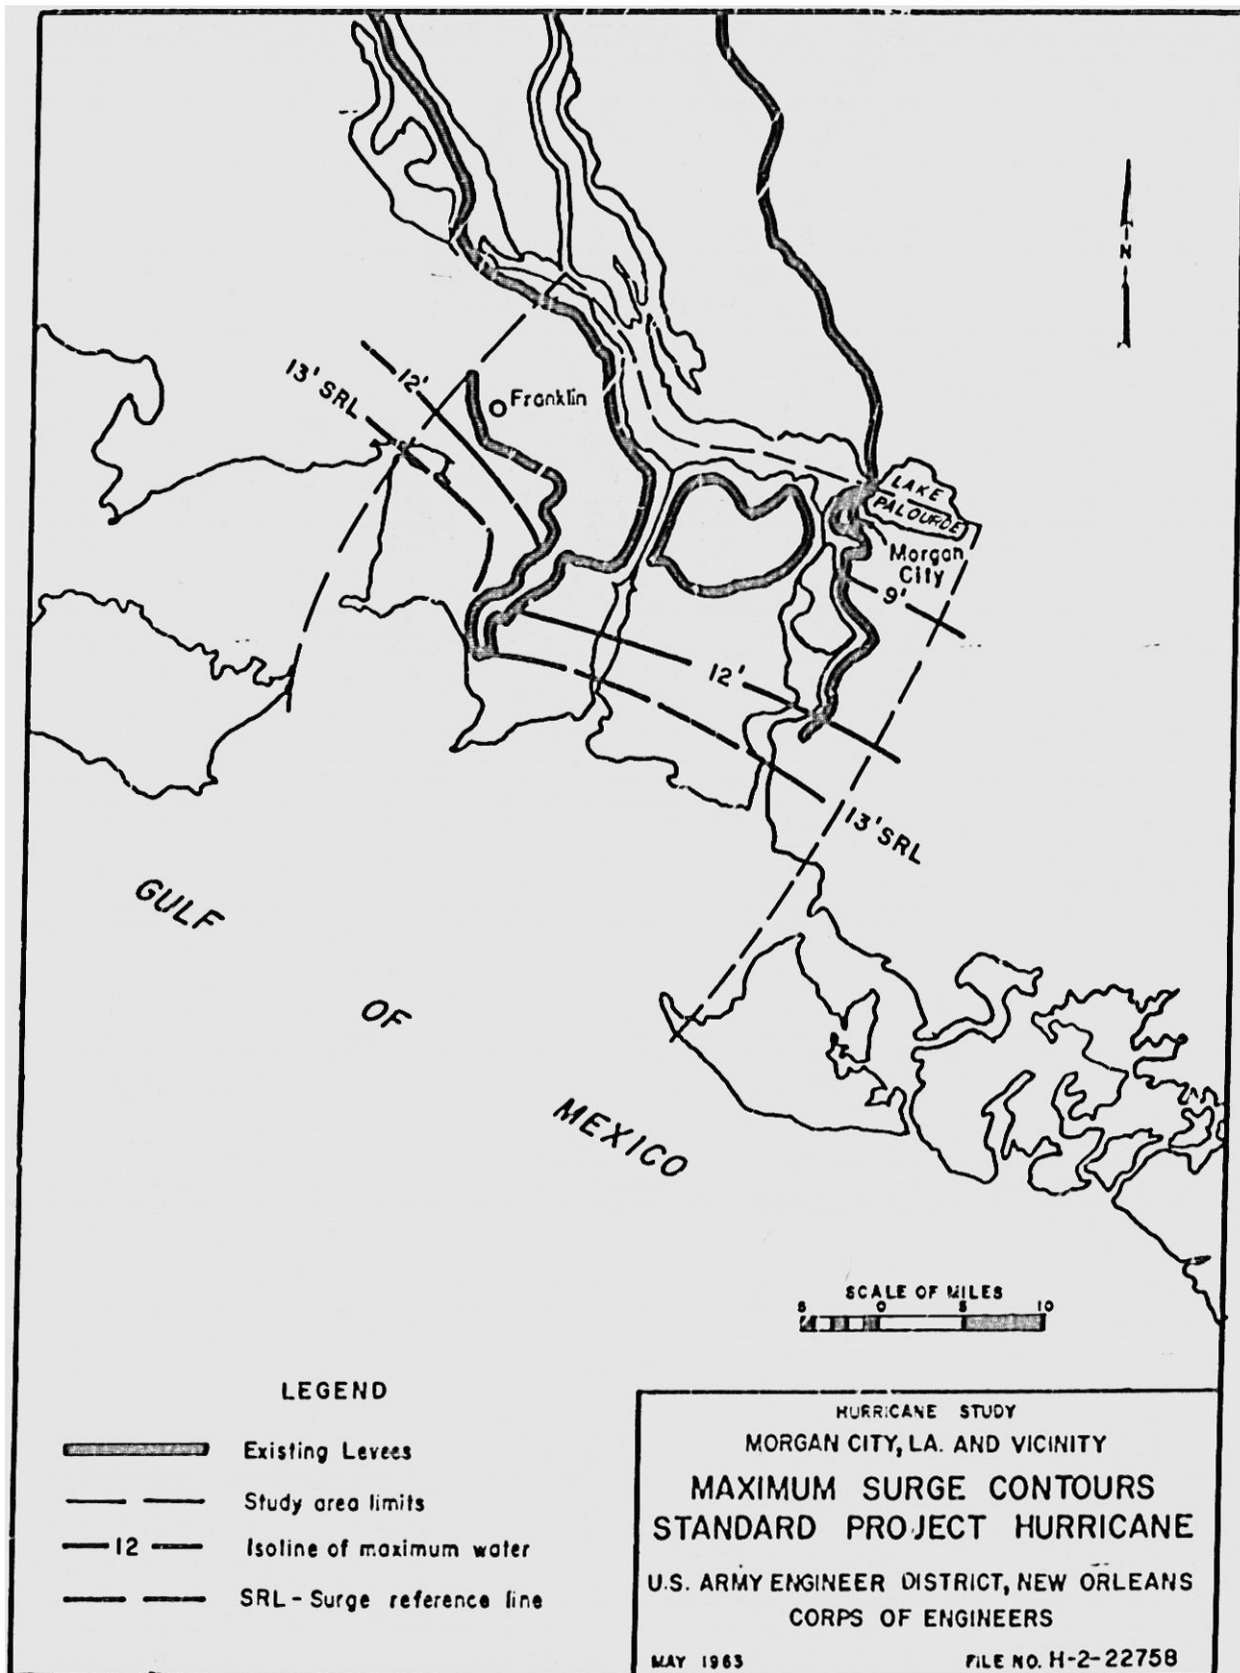 N
13' SRL
12'
Franklin
LAKE
PALOURDE
Morgan
City
9'
12'
13' SRL
GULF
OF
MEXICO
SCALE OF MILES
5 0 5 10
LEGEND
Existing Levees
Study area limits
12 Isoline of maximum water
SRL - Surge reference line
HURRICANE STUDY
MORGAN CITY, LA. AND VICINITY
MAXIMUM SURGE CONTOURS
STANDARD PROJECT HURRICANE
U.S. ARMY ENGINEER DISTRICT, NEW ORLEANS
CORPS OF ENGINEERS
MAY 1963 FILE NO. H-2-22758